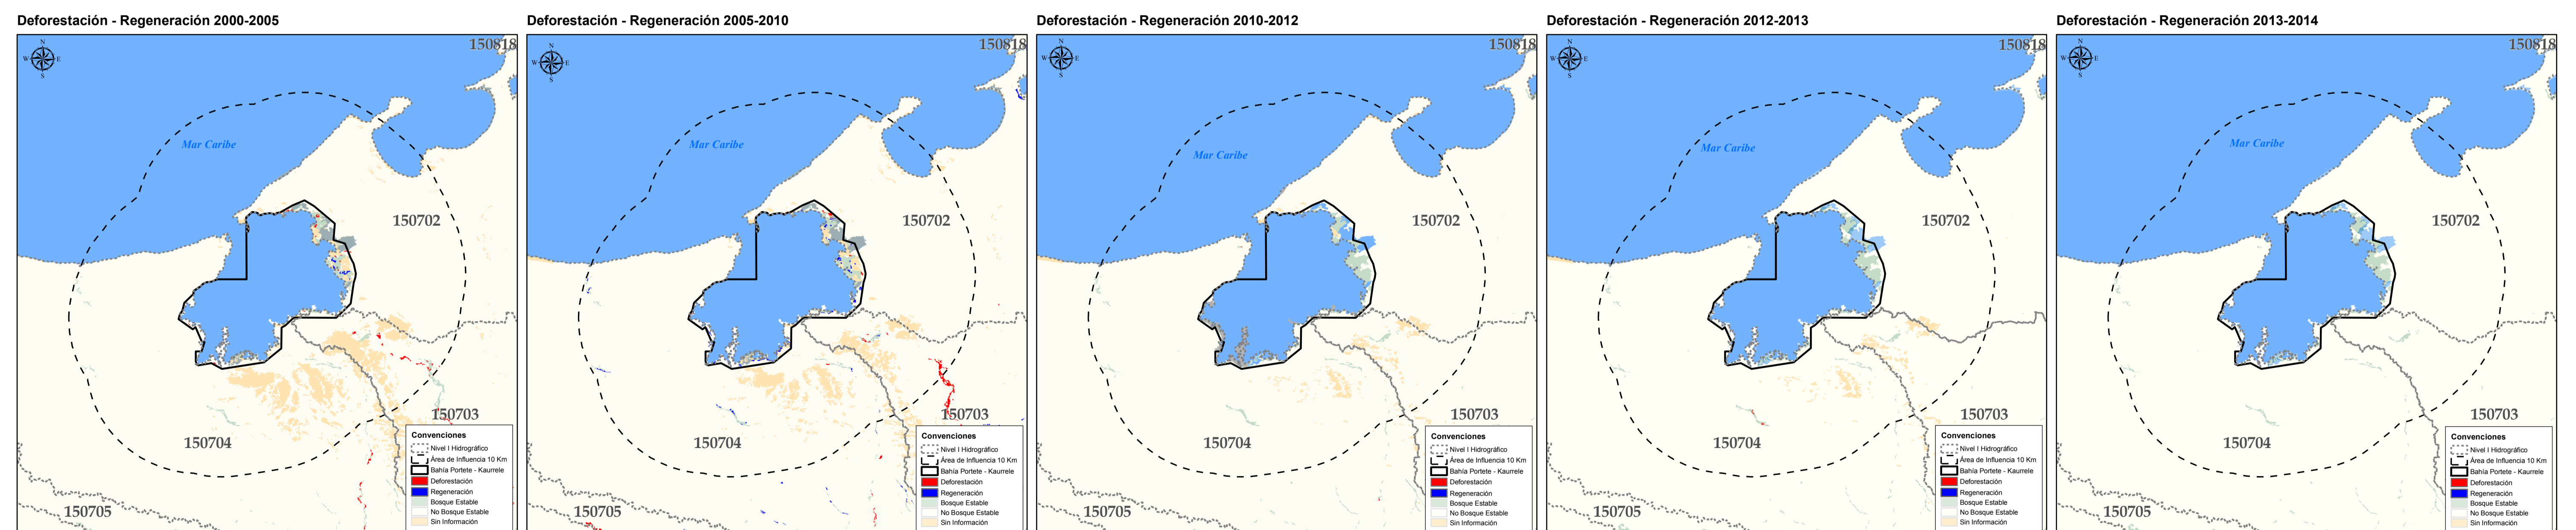 Deforestación - Regeneración 2000-2005
N
W E
S
150818
Mar Caribe
150702
150703
150704
150705
Convenciones
Nivel I Hidrográfico
Área de Influencia 10 Km
Bahía Portete - Kaurrele
Deforestación
Regeneración
Bosque Estable
No Bosque Estable
Sin Información
Deforestación - Regeneración 2005-2010
N
W E
S
150818
Mar Caribe
150702
150703
150704
150705
Convenciones
Nivel I Hidrográfico
Área de Influencia 10 Km
Bahía Portete - Kaurrele
Deforestación
Regeneración
Bosque Estable
No Bosque Estable
Sin Información
Deforestación - Regeneración 2010-2012
N
W E
S
150818
Mar Caribe
150702
150703
150704
150705
Convenciones
Nivel I Hidrográfico
Área de Influencia 10 Km
Bahía Portete - Kaurrele
Deforestación
Regeneración
Bosque Estable
No Bosque Estable
Sin Información
Deforestación - Regeneración 2012-2013
N
W E
S
150818
Mar Caribe
150702
150703
150704
150705
Convenciones
Nivel I Hidrográfico
Área de Influencia 10 Km
Bahía Portete - Kaurrele
Deforestación
Regeneración
Bosque Estable
No Bosque Estable
Sin Información
Deforestación - Regeneración 2013-2014
N
W E
S
150818
Mar Caribe
150702
150703
150704
150705
Convenciones
Nivel I Hidrográfico
Área de Influencia 10 Km
Bahía Portete - Kaurrele
Deforestación
Regeneración
Bosque Estable
No Bosque Estable
Sin Información